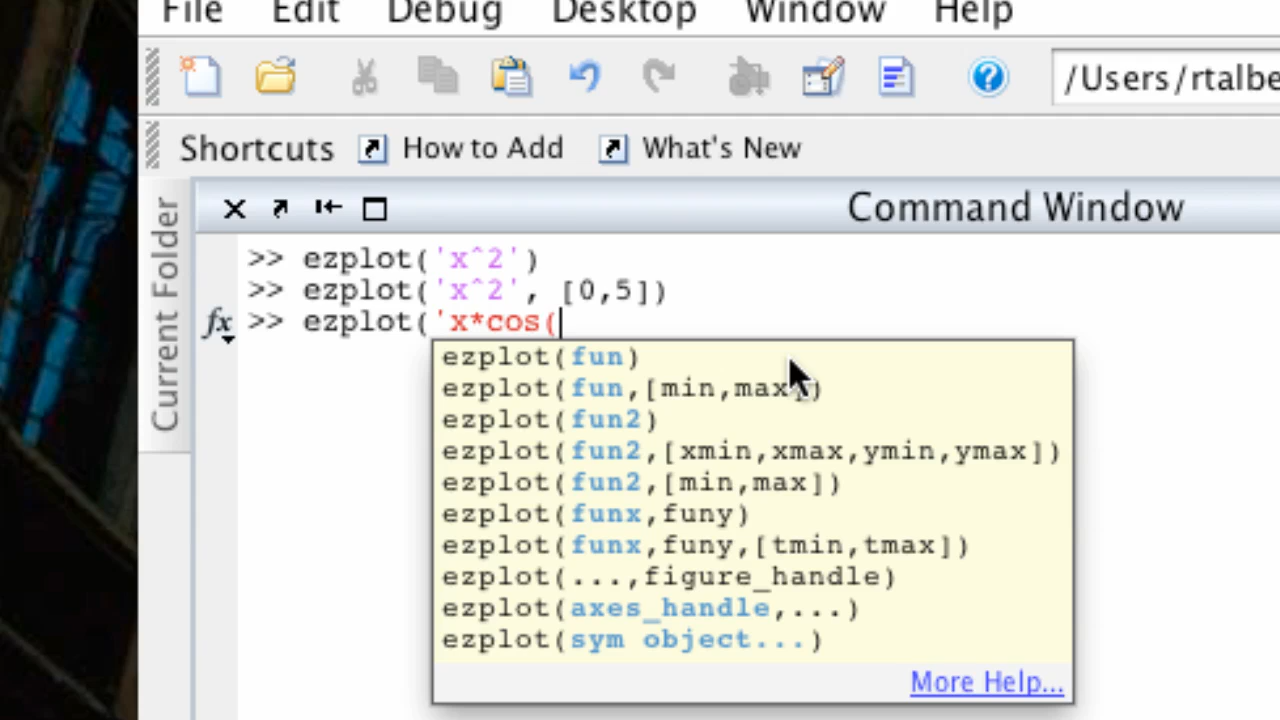 File Edit Debug Desktop Window Help
/Users/rtalbe
Shortcuts How to Add What's New
Current Folder
Command Window
>> ezplot('x^2')
>> ezplot('x^2', [0,5])
fx >> ezplot('x*cos(
ezplot(fun)
ezplot(fun,[min,max])
ezplot(fun2)
ezplot(fun2,[xmin,xmax,ymin,ymax])
ezplot(fun2,[min,max])
ezplot(funx,funy)
ezplot(funx,funy,[tmin,tmax])
ezplot(...,figure_handle)
ezplot(axes_handle,...)
ezplot(sym object...)
More Help...